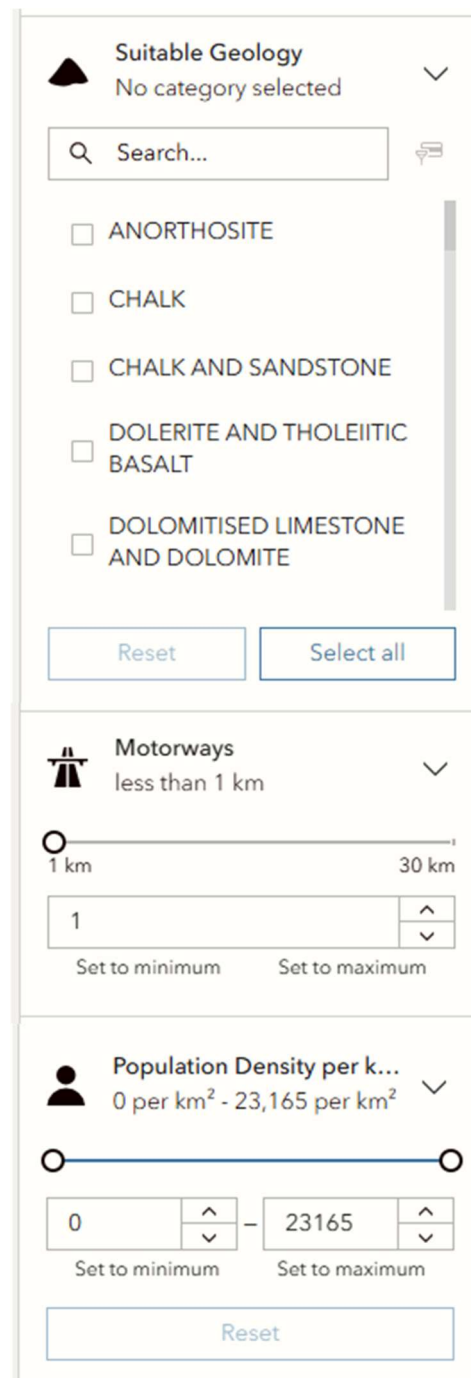 Suitable Geology
No category selected
Search...
ANORTHOSITE
CHALK
CHALK AND SANDSTONE
DOLERITE AND THOLEIITIC
BASALT
DOLOMITISED LIMESTONE
AND DOLOMITE
Reset Select all
Motorways
less than 1 km
1 km 30 km
1
Set to minimum Set to maximum
Population Density per k...
0 per km² - 23,165 per km²
0 – 23165
Set to minimum Set to maximum
Reset